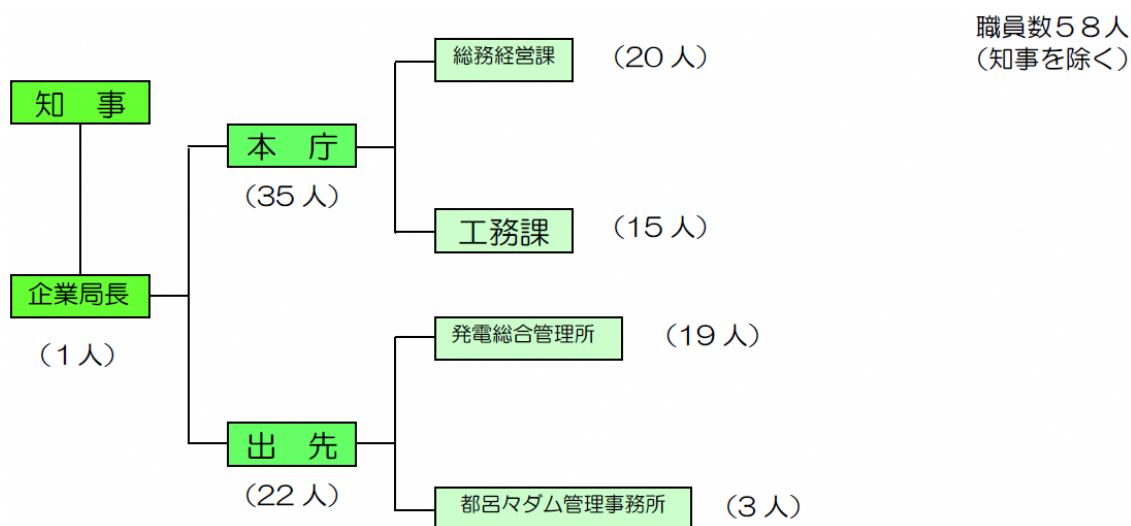 職員数５８人
（知事を除く）
総務経営課
（20人）
知　事
本　庁
（35人）
工務課
（15人）
企業局長
（1人）
発電総合管理所
（19人）
出　先
（22人）
都呂々ダム管理事務所
（3人）